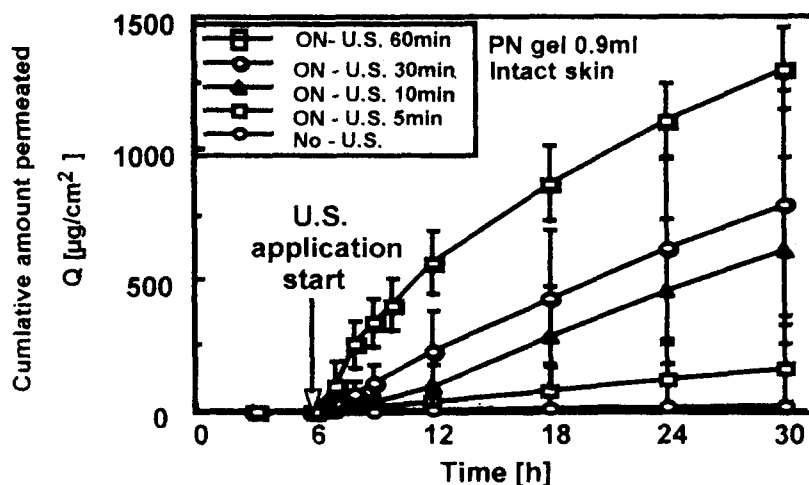 1500
1000
500
0
Cumlative amount permeated
Q [µg/cm²]
ON- U.S. 60min
ON - U.S. 30min
ON - U.S. 10min
ON - U.S. 5min
No - U.S.
PN gel 0.9ml
Intact skin
U.S.
application
start
0 6 12 18 24 30
Time [h]